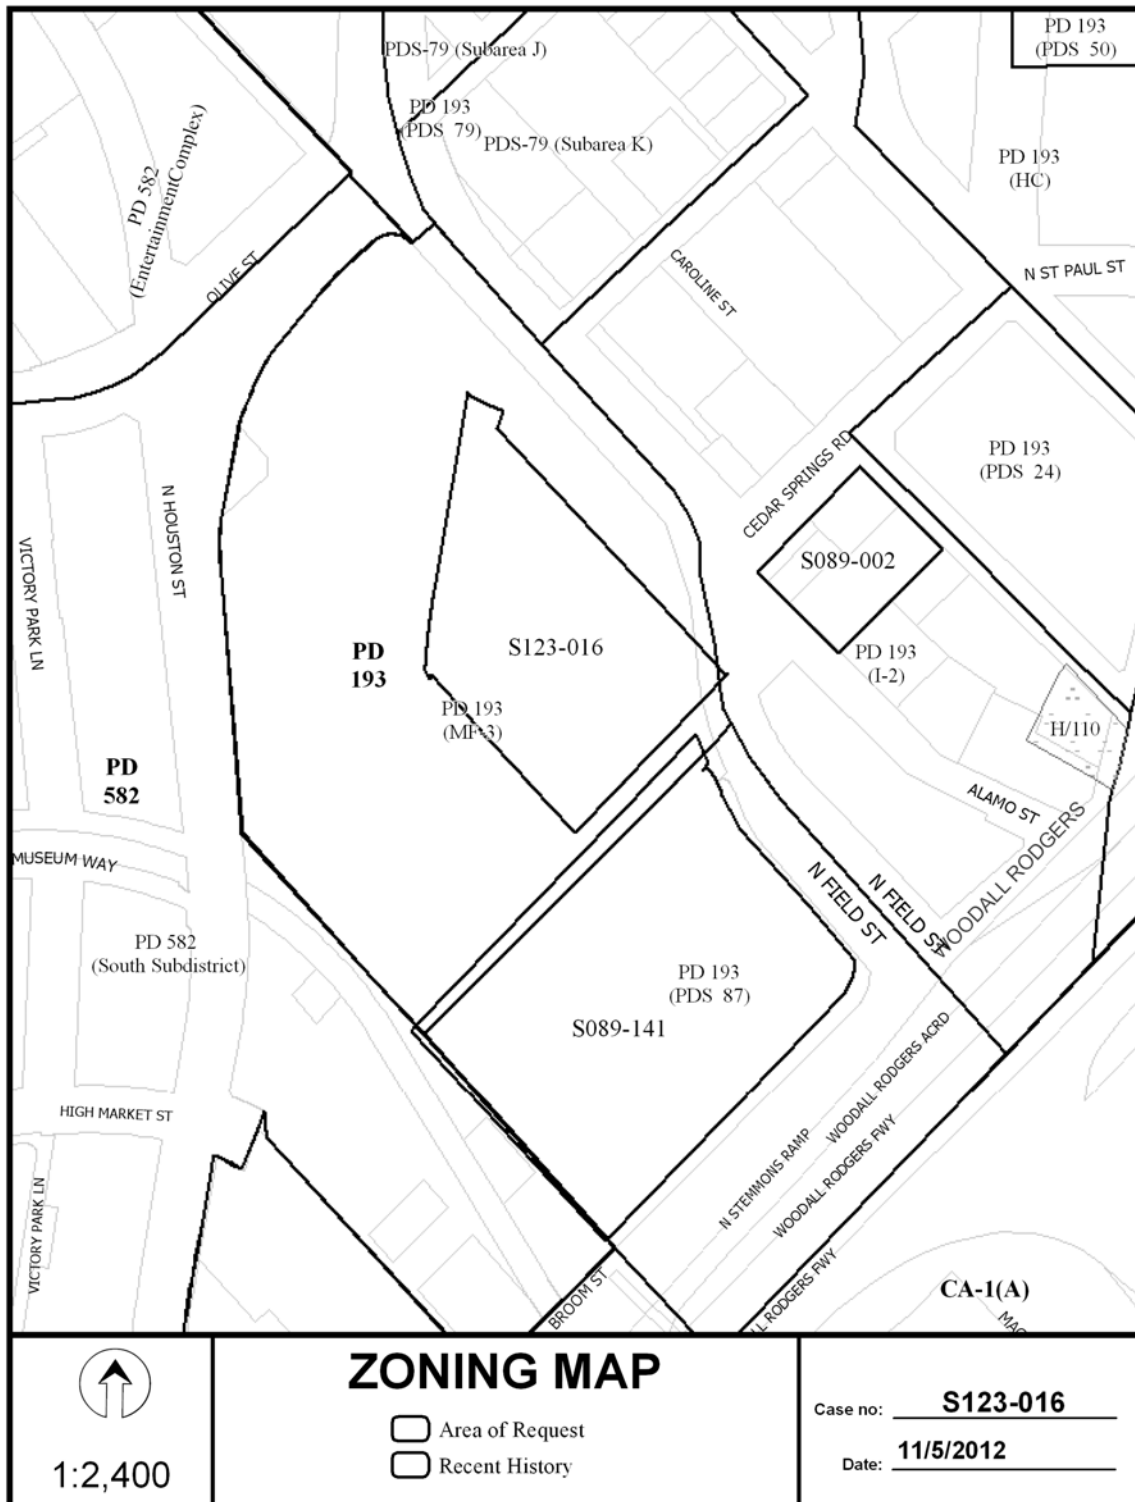 PDS-79 (Subarea J)
PD 193
(PDS 50)
PD 193
(PDS 79)
PDS-79 (Subarea K)
PD 193
(HC)
PD 582
(EntertainmentComplex)
OLIVE ST
CAROLINE ST
N ST PAUL ST
CEDAR SPRINGS RD
PD 193
(PDS 24)
N HOUSTON ST
VICTORY PARK LN
S089-002
PD
193
S123-016
PD 193
(I-2)
PD 193
(MF-3)
H/110
PD
582
ALAMO ST
MUSEUM WAY
N FIELD ST
N FIELD ST
WOODALL RODGERS
PD 582
(South Subdistrict)
PD 193
(PDS 87)
S089-141
WOODALL RODGERS ACRD
HIGH MARKET ST
N STEMMONS RAMP
WOODALL RODGERS FWY
VICTORY PARK LN
BROOM ST
LL RODGERS FWY
CA-1(A)
MAG
ZONING MAP
Area of Request
Recent History
1:2,400
Case no: S123-016
Date: 11/5/2012